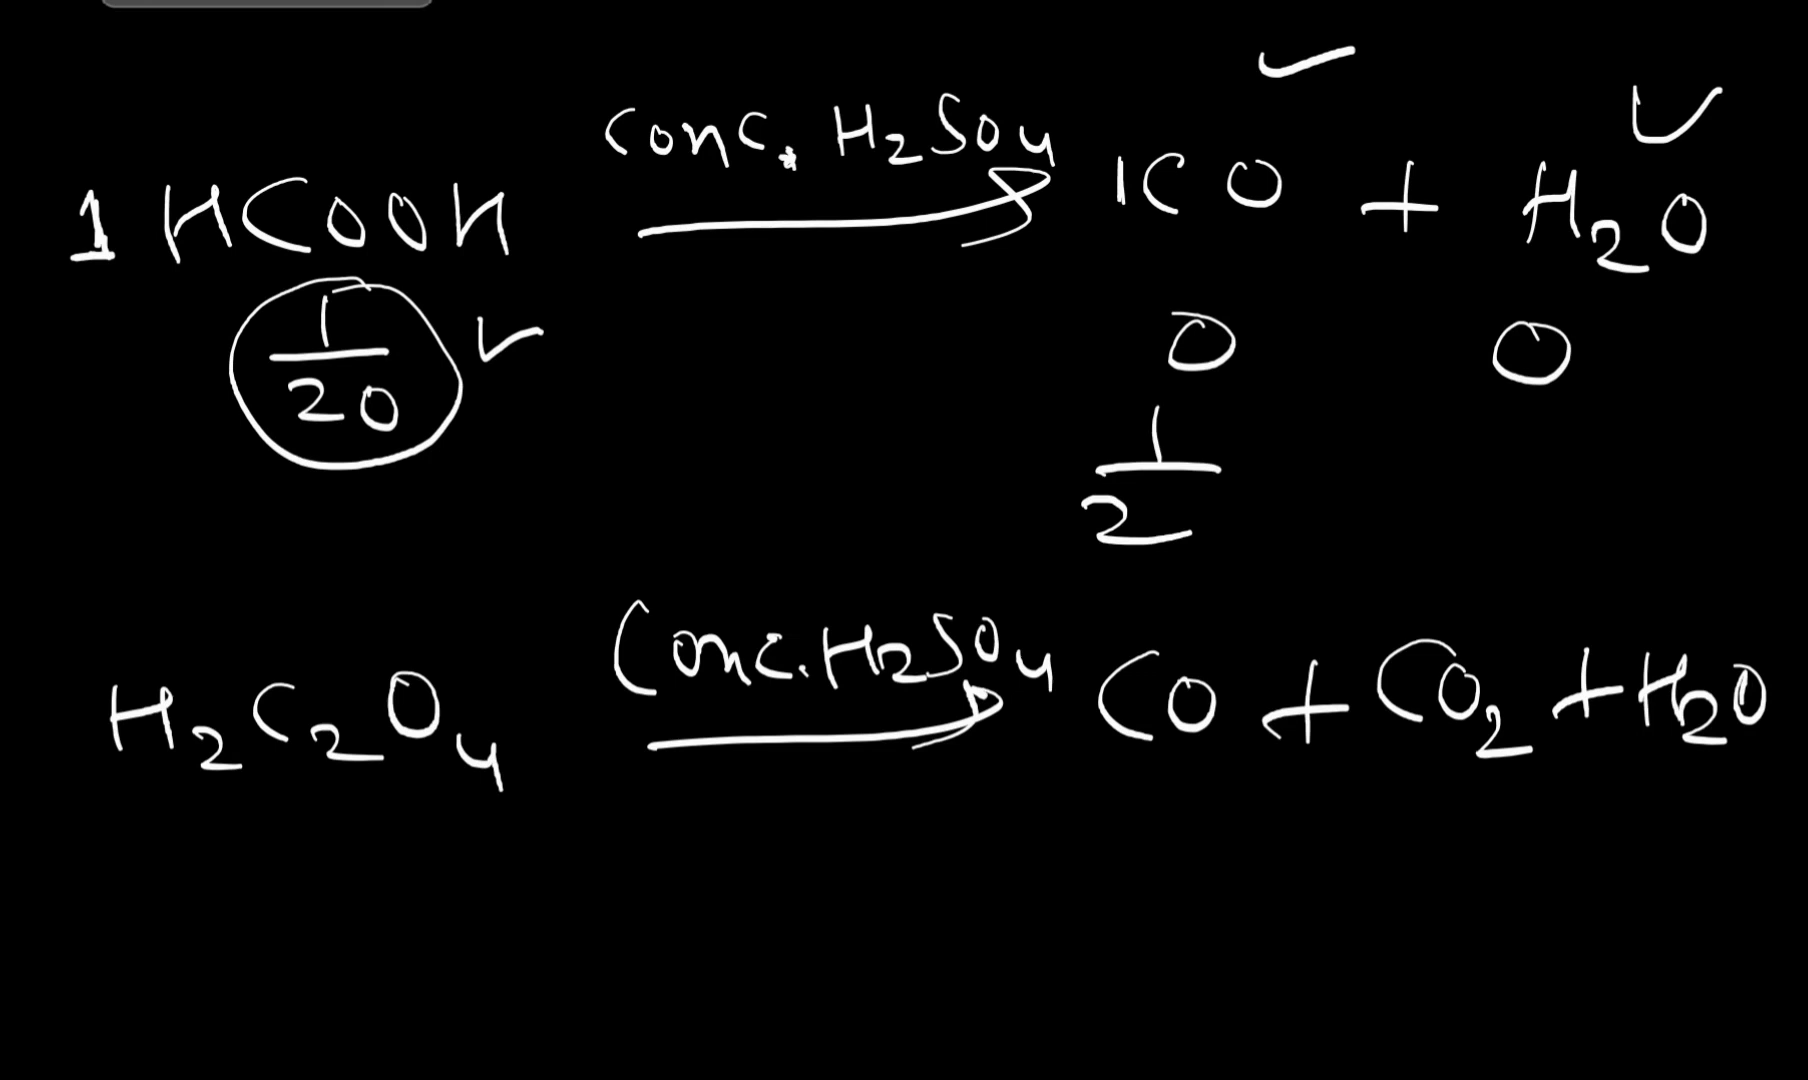 Conc. H2SO4
1 HCOOH → 1CO + H2O
1/20 0 0
1/2
Conc. H2SO4
H2C2O4 → CO + CO2 + H2O